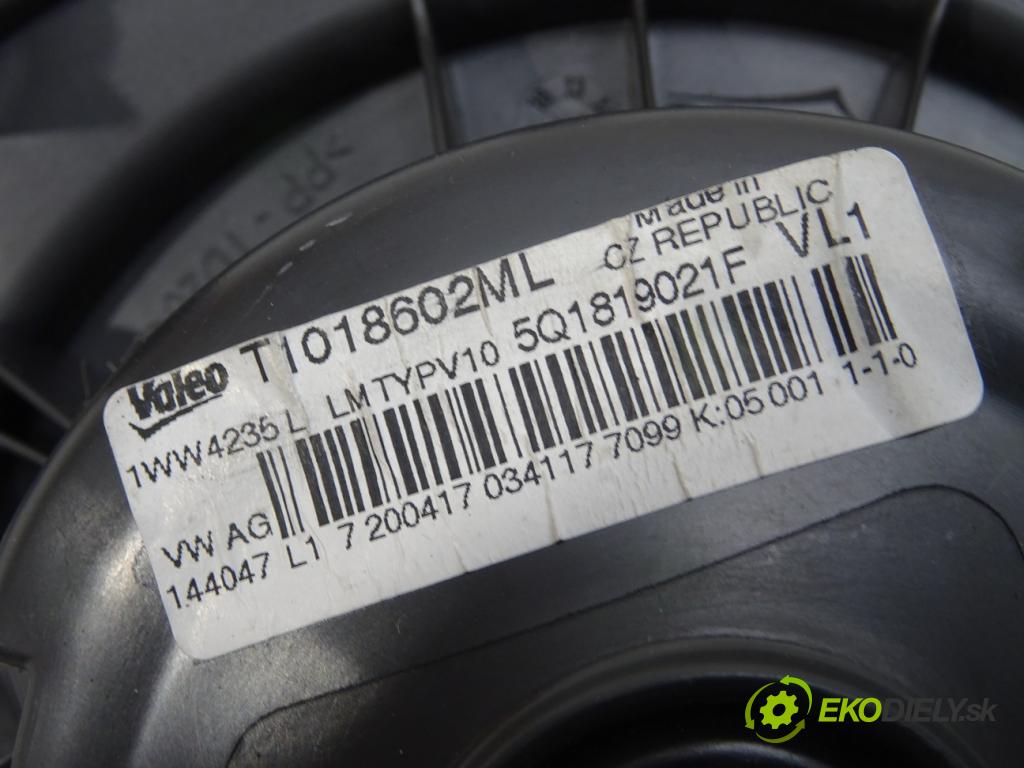 >PP - 
Made in
CZ REPUBLIC
Valeo T1018602ML
1WW4235 L LM TYPV10 5Q1819021F VL1
VW AG
144047 L1 7 200417 034117 7099 K:05 001 1-1-0
EKODIELY.sk